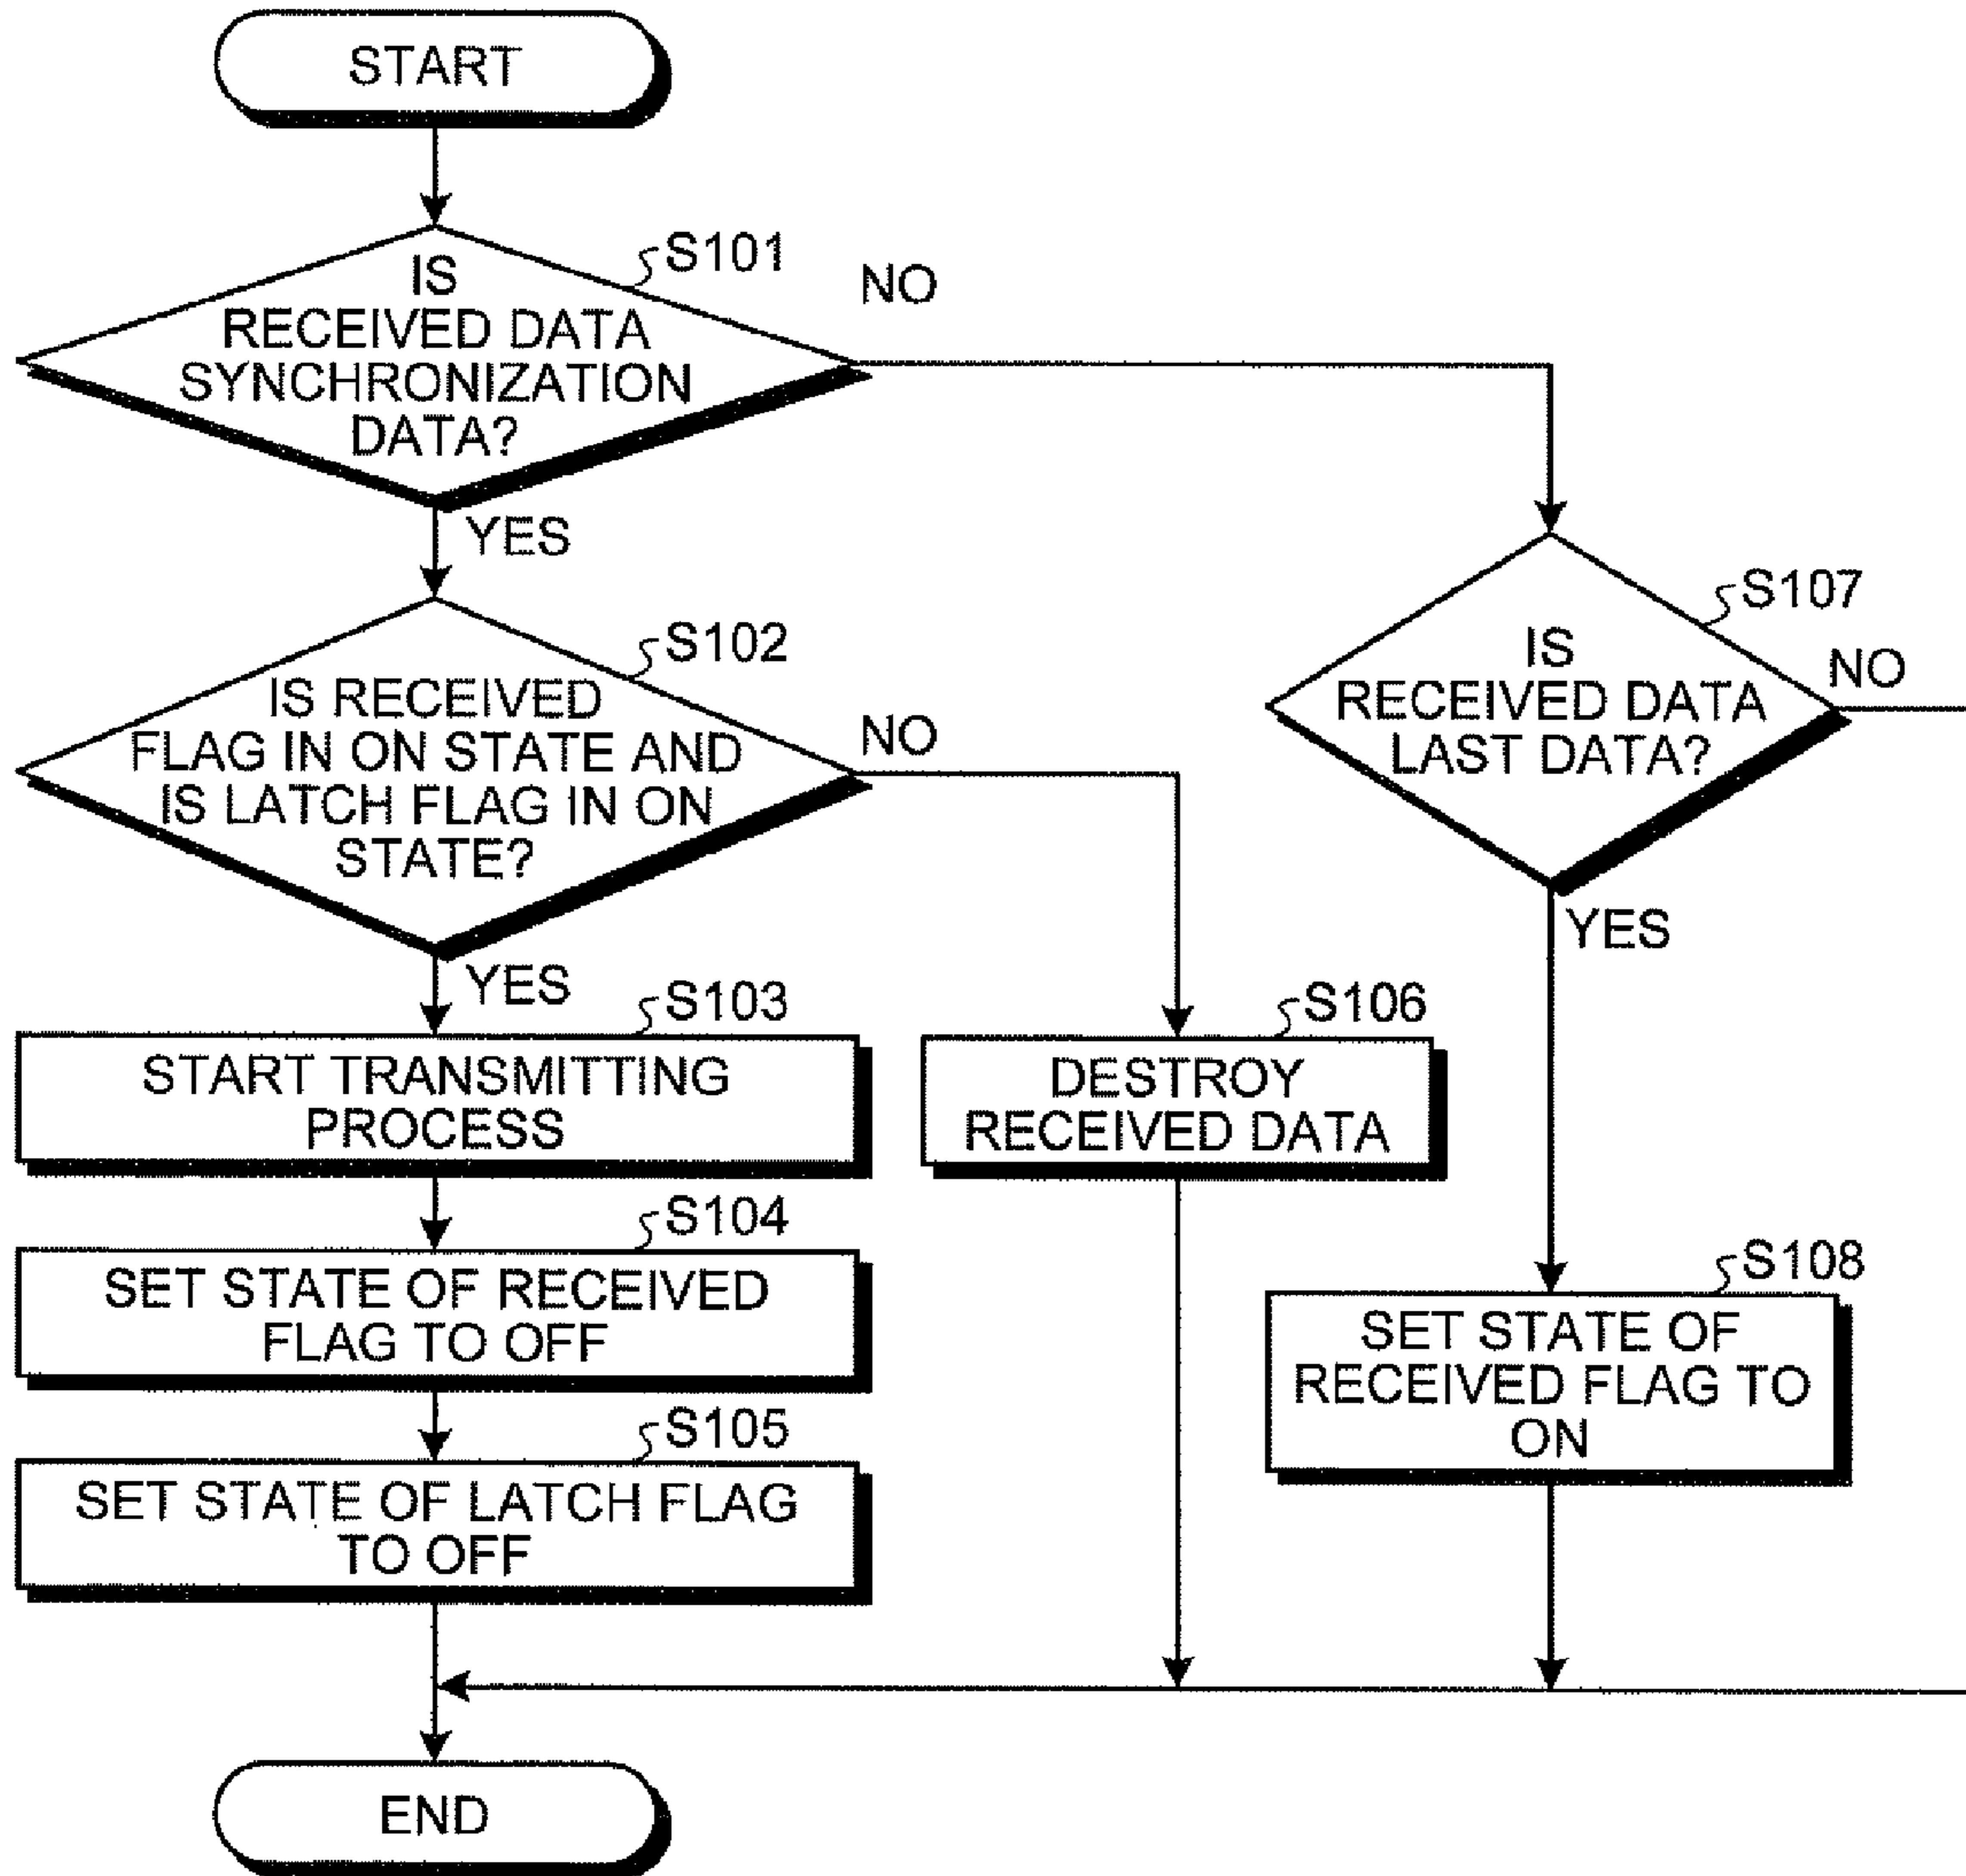 START
S101
IS
RECEIVED DATA
SYNCHRONIZATION
DATA?
NO
YES
S102
IS RECEIVED
FLAG IN ON STATE AND
IS LATCH FLAG IN ON
STATE?
NO
YES
S107
IS
RECEIVED DATA
LAST DATA?
NO
YES
S103
START TRANSMITTING
PROCESS
S106
DESTROY
RECEIVED DATA
S104
SET STATE OF RECEIVED
FLAG TO OFF
S108
SET STATE OF
RECEIVED FLAG TO
ON
S105
SET STATE OF LATCH FLAG
TO OFF
END